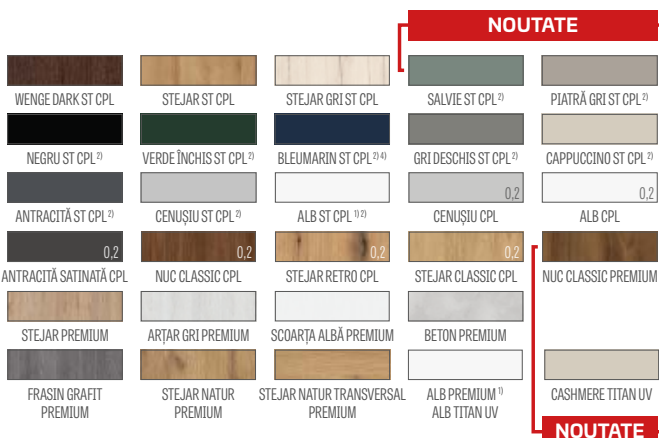 NOUTATE
WENGE DARK ST CPL
STEJAR ST CPL
STEJAR GRI ST CPL
SALVIE ST CPL 2)
PIATRĂ GRI ST CPL 2)
NEGRU ST CPL 2)
VERDE ÎNCHIS ST CPL 2)
BLEUMARIN ST CPL 2) 4)
GRI DESCHIS ST CPL 2)
CAPPUCCINO ST CPL 2)
0,2
0,2
ANTRACITĂ ST CPL 2)
CENUȘIU ST CPL 2)
ALB ST CPL 1) 2)
CENUȘIU CPL
ALB CPL
0,2
0,2
0,2
0,2
ANTRACITĂ SATINATĂ CPL
NUC CLASSIC CPL
STEJAR RETRO CPL
STEJAR CLASSIC CPL
NUC CLASSIC PREMIUM
STEJAR PREMIUM
ARȚAR GRI PREMIUM
SCOARȚA ALBĂ PREMIUM
BETON PREMIUM
FRASIN GRAFIT
PREMIUM
STEJAR NATUR
PREMIUM
STEJAR NATUR TRANSVERSAL
PREMIUM
ALB PREMIUM 1)
ALB TITAN UV
CASHMERE TITAN UV
NOUTATE